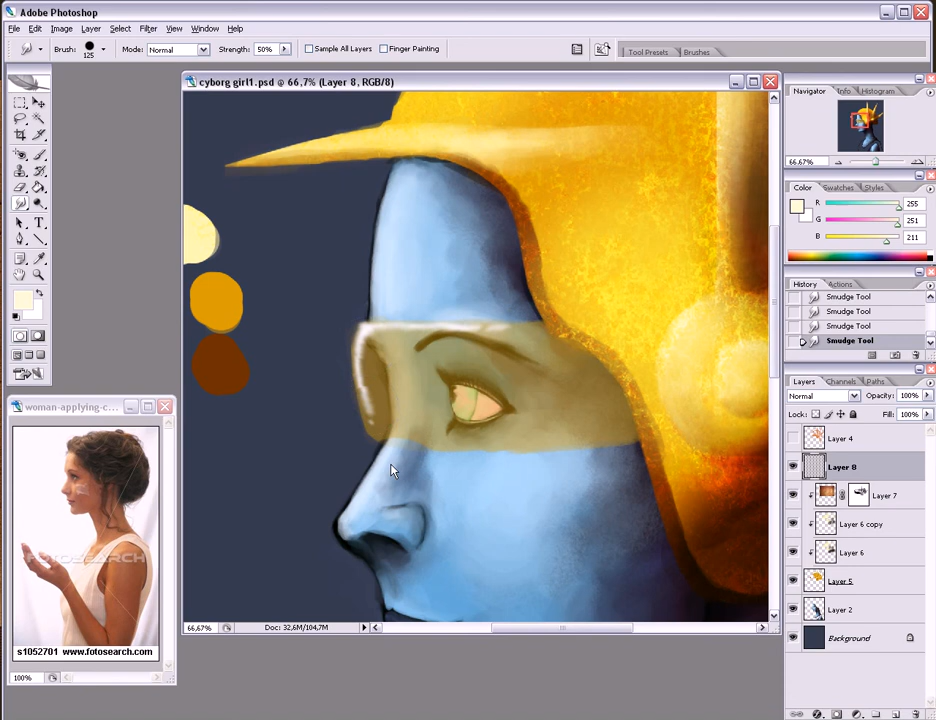 Adobe Photoshop
File Edit Image Layer Select Filter View Window Help
Brush: 125 Mode: Normal Strength: 50% Sample All Layers Finger Painting Tool Presets Brushes
cyborg girl1.psd @ 66,7% (Layer 8, RGB/8)
Navigator Info Histogram
66,67%
Color Swatches Styles
R 255
G 251
B 211
History Actions
Smudge Tool
Smudge Tool
Smudge Tool
Smudge Tool
Layers Channels Paths
Normal Opacity: 100%
Lock: Fill: 100%
Layer 4
Layer 8
Layer 7
Layer 6 copy
Layer 6
Layer 5
Layer 2
Background
66,67% Doc: 32,6M/104,7M
woman-applying-c...
FOTOSEARCH
s1052701 www.fotosearch.com
100%